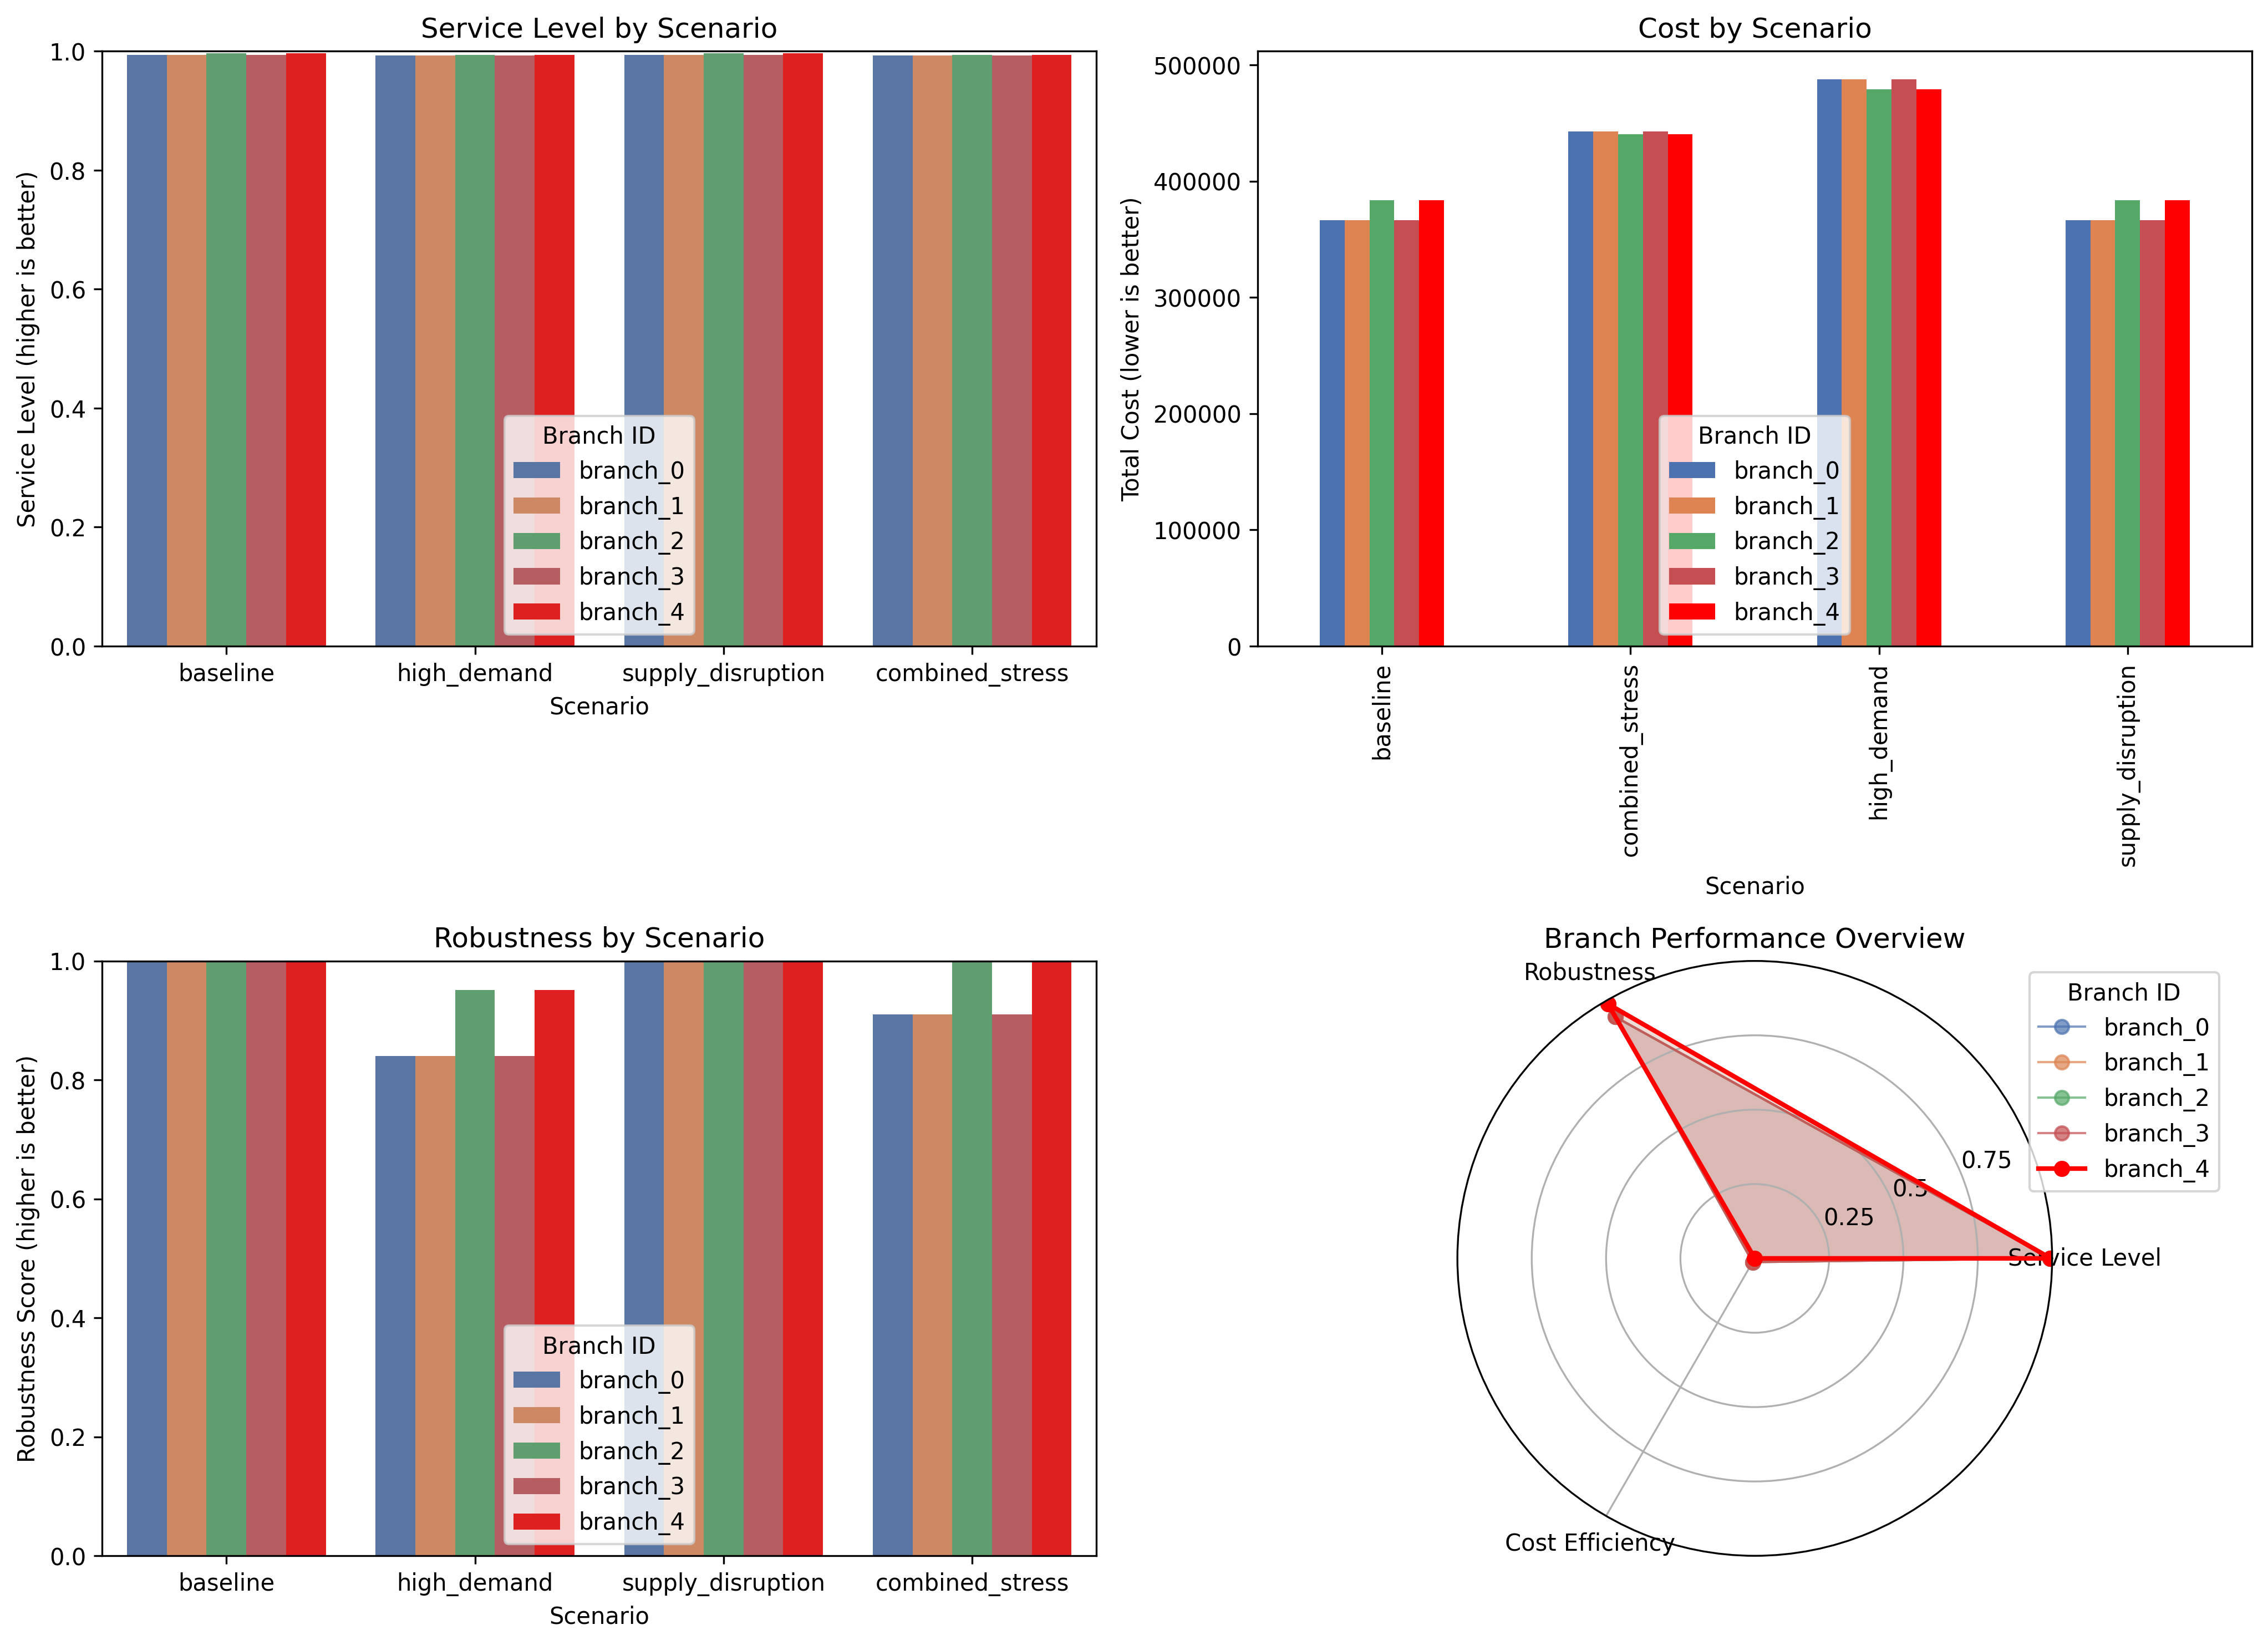 Service Level by Scenario
Service Level (higher is better)
1.0
0.8
0.6
0.4
0.2
0.0
Branch ID
branch_0
branch_1
branch_2
branch_3
branch_4
baseline
high_demand
supply_disruption
combined_stress
Scenario
Cost by Scenario
Total Cost (lower is better)
500000
400000
300000
200000
100000
0
Branch ID
branch_0
branch_1
branch_2
branch_3
branch_4
baseline
combined_stress
high_demand
supply_disruption
Scenario
Robustness by Scenario
Robustness Score (higher is better)
1.0
0.8
0.6
0.4
0.2
0.0
Branch ID
branch_0
branch_1
branch_2
branch_3
branch_4
baseline
high_demand
supply_disruption
combined_stress
Scenario
Branch Performance Overview
Robustness
Branch ID
branch_0
branch_1
branch_2
branch_3
branch_4
0.75
0.5
0.25
Service Level
Cost Efficiency